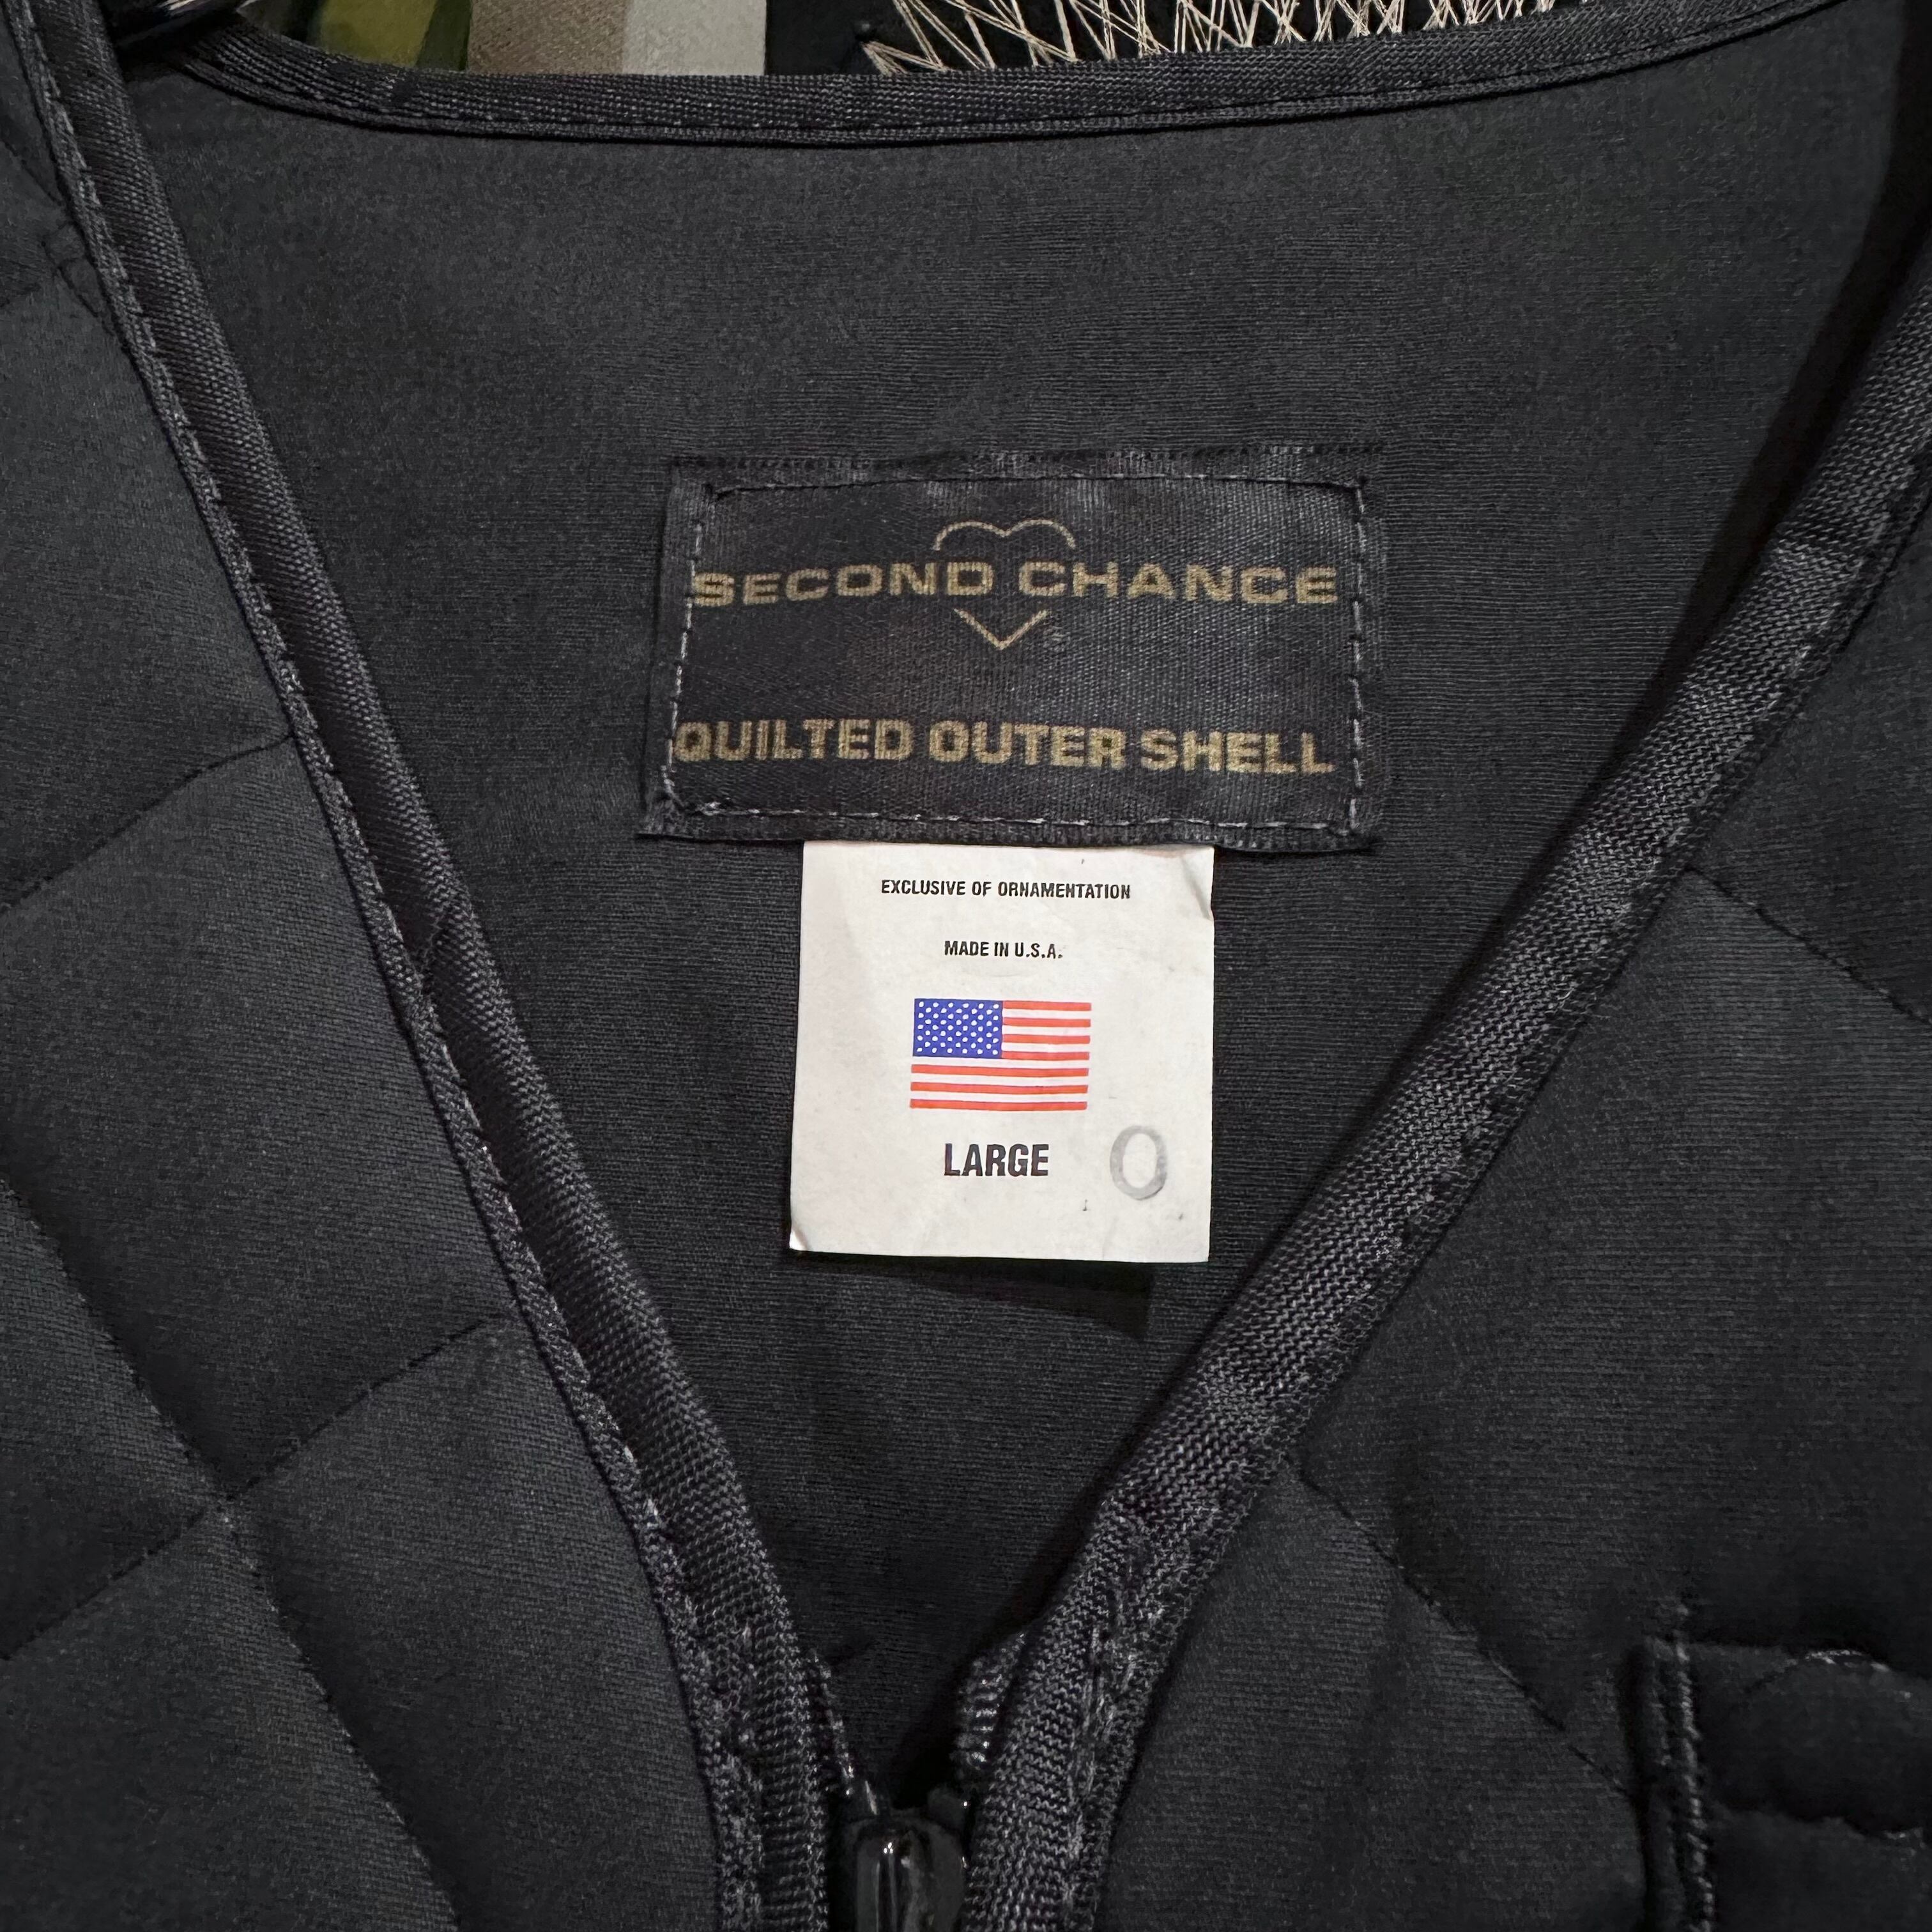 SECOND CHANCE
®
QUILTED OUTER SHELL
EXCLUSIVE OF ORNAMENTATION
MADE IN U.S.A.
LARGE O